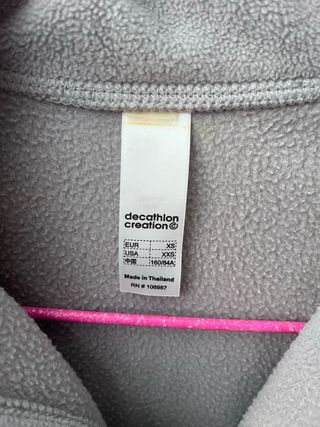 decathlon
creation©
EUR XS
USA XXS
中国 160/84A
Made in Thailand
RN # 106987